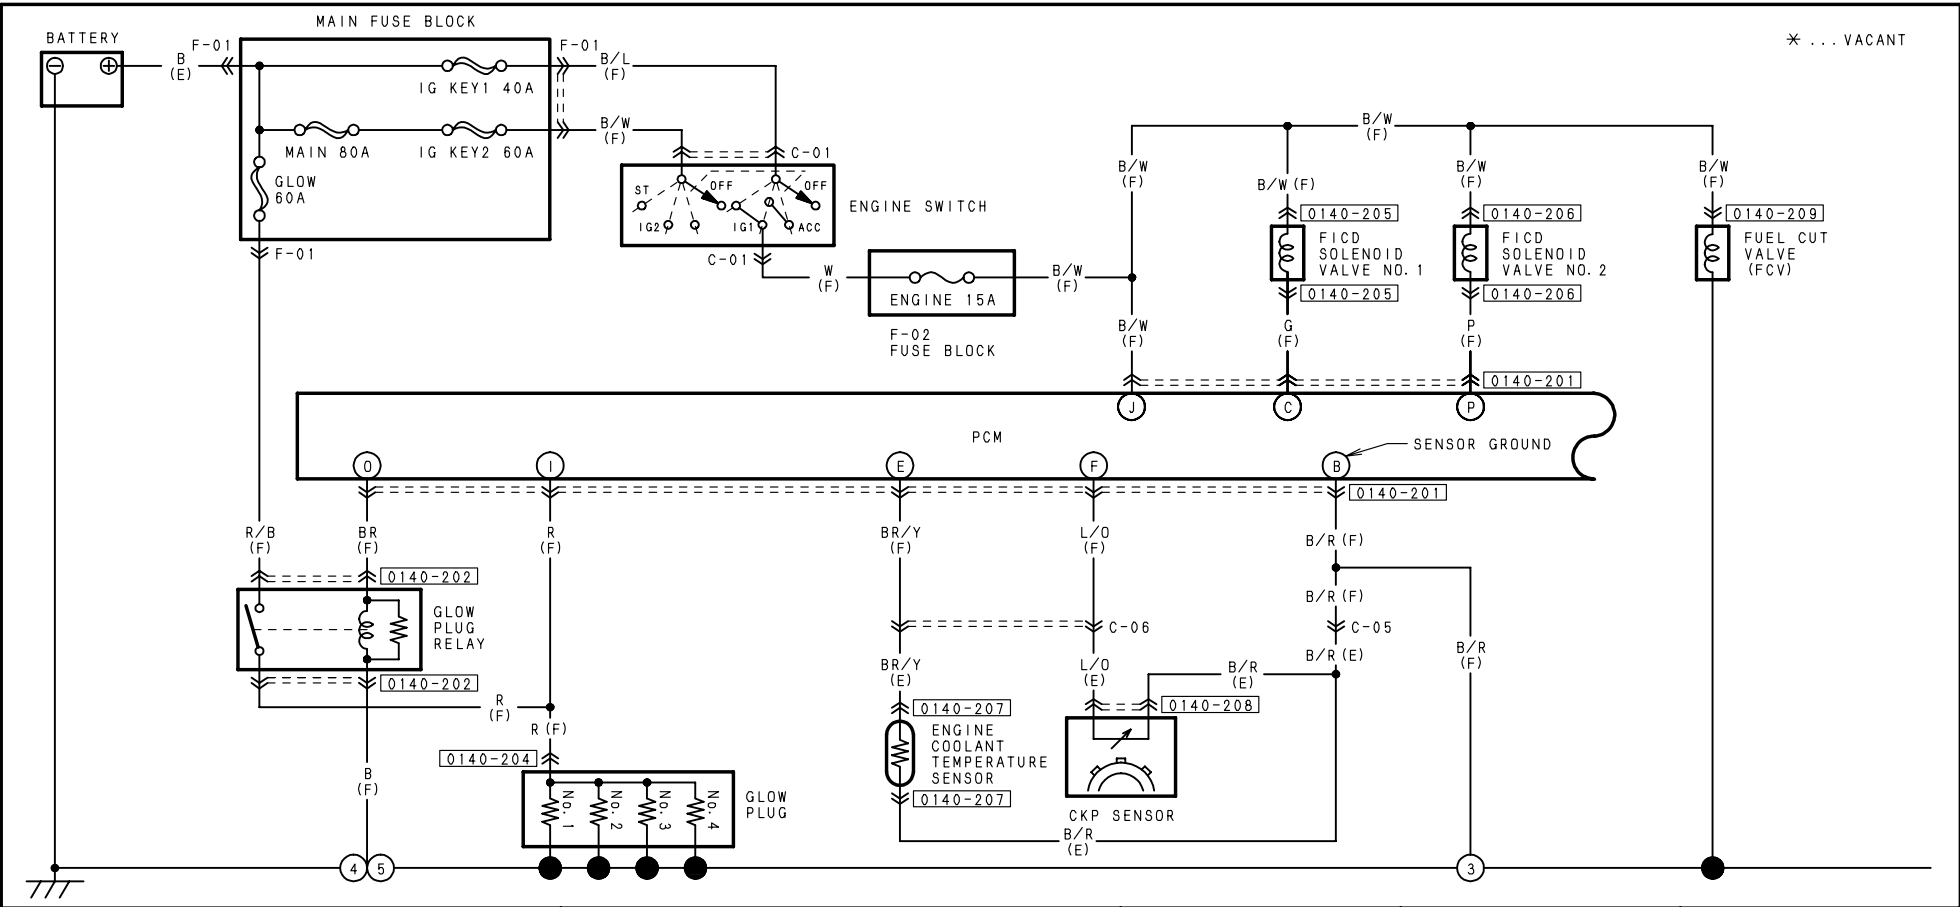 MAIN FUSE BLOCK
BATTERY
F-01
F-01
✳ ... VACANT
B
(E)
B/L
(F)
IG KEY1 40A
B/W
(F)
MAIN 80A
IG KEY2 60A
C-01
GLOW
60A
ST
OFF
OFF
IG2
IG1
ACC
ENGINE SWITCH
F-01
C-01
W
(F)
ENGINE 15A
B/W
(F)
F-02
FUSE BLOCK
B/W
(F)
B/W
(F)
B/W (F)
B/W
(F)
B/W
(F)
0140-205
0140-206
0140-209
FICD
SOLENOID
VALVE NO.1
FICD
SOLENOID
VALVE NO.2
FUEL CUT
VALVE
(FCV)
0140-205
0140-206
B/W
(F)
G
(F)
P
(F)
0140-201
J
C
P
PCM
SENSOR GROUND
O
I
E
F
B
0140-201
R/B
(F)
BR
(F)
R
(F)
BR/Y
(F)
L/O
(F)
B/R (F)
0140-202
B/R (F)
GLOW
PLUG
RELAY
C-06
C-05
B/R (E)
B/R
(F)
BR/Y
(E)
L/O
(E)
B/R
(E)
0140-202
R
(F)
0140-207
0140-208
R (F)
0140-204
ENGINE
COOLANT
TEMPERATURE
SENSOR
B
(F)
No. 1
No. 2
No. 3
No. 4
GLOW
PLUG
0140-207
CKP SENSOR
B/R
(E)
4
5
3